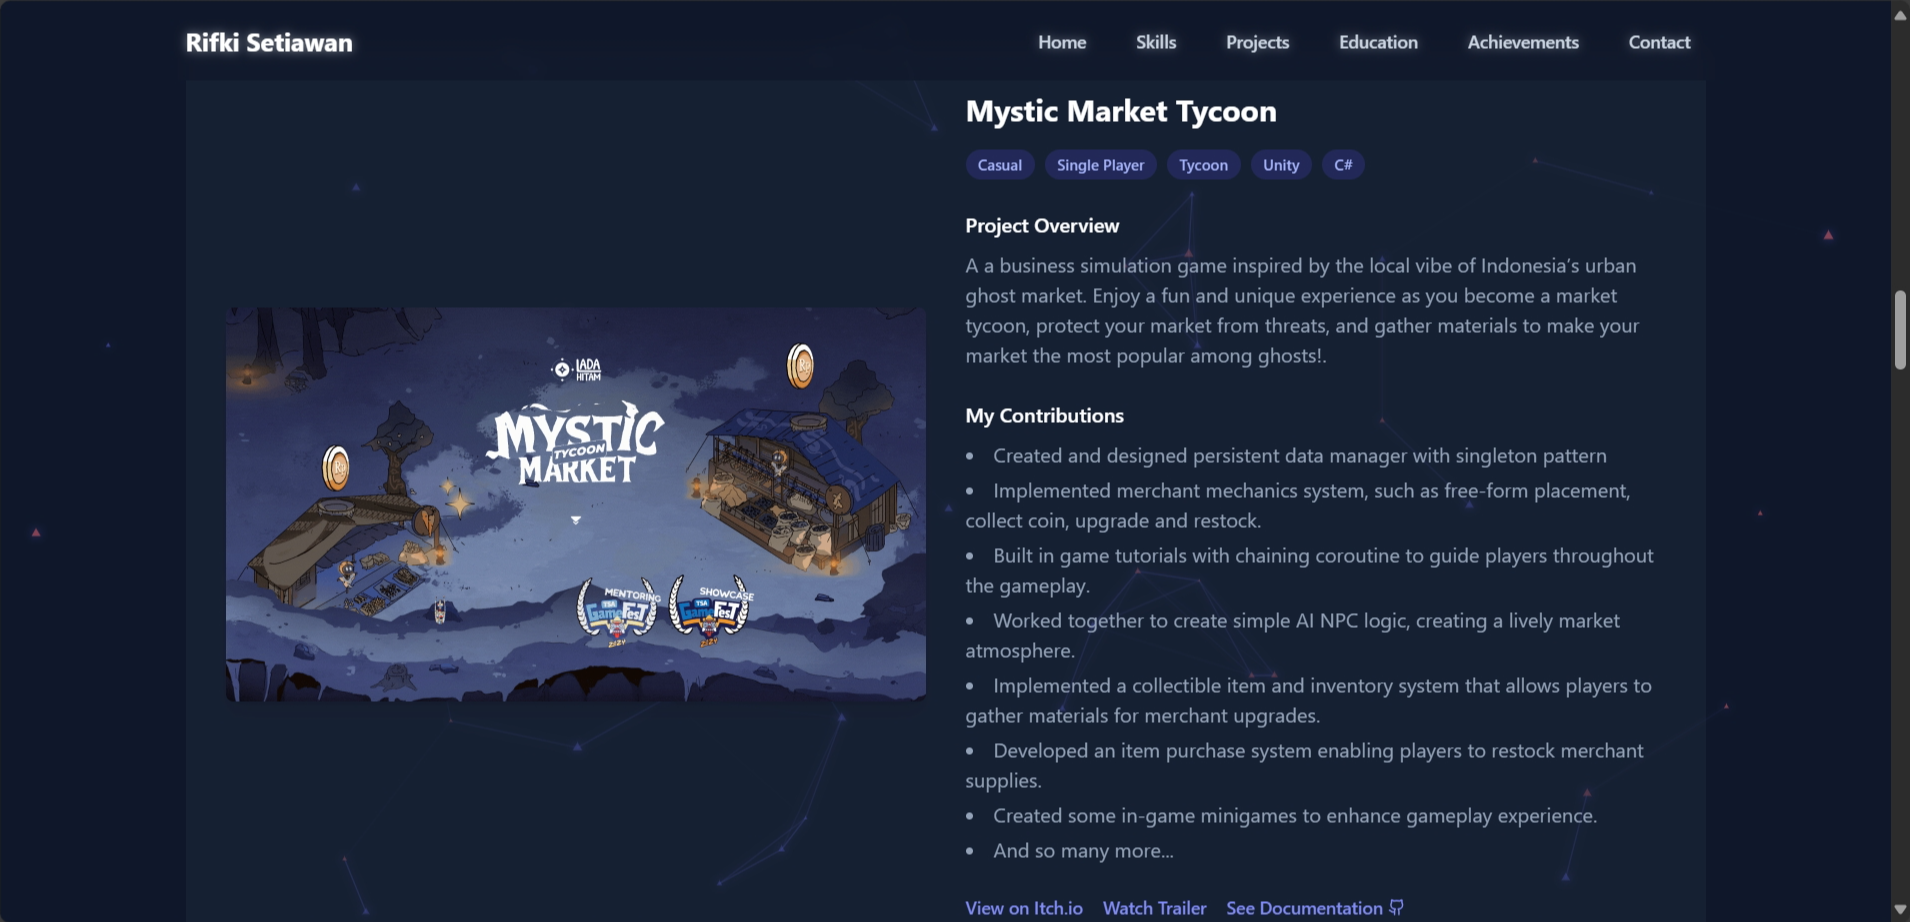 Rifki Setiawan
Home
Skills
Projects
Education
Achievements
Contact
LADA
HITAM
MYSTIC
TYCOON
MARKET
Rp
Rp
MENTORING
TSA
GameFest
2024
SHOWCASE
TSA
GameFest
2024
Mystic Market Tycoon
Casual
Single Player
Tycoon
Unity
C#
Project Overview
A a business simulation game inspired by the local vibe of Indonesia’s urban
ghost market. Enjoy a fun and unique experience as you become a market
tycoon, protect your market from threats, and gather materials to make your
market the most popular among ghosts!.
My Contributions
• Created and designed persistent data manager with singleton pattern
• Implemented merchant mechanics system, such as free-form placement,
collect coin, upgrade and restock.
• Built in game tutorials with chaining coroutine to guide players throughout
the gameplay.
• Worked together to create simple AI NPC logic, creating a lively market
atmosphere.
• Implemented a collectible item and inventory system that allows players to
gather materials for merchant upgrades.
• Developed an item purchase system enabling players to restock merchant
supplies.
• Created some in-game minigames to enhance gameplay experience.
• And so many more...
View on Itch.io
Watch Trailer
See Documentation